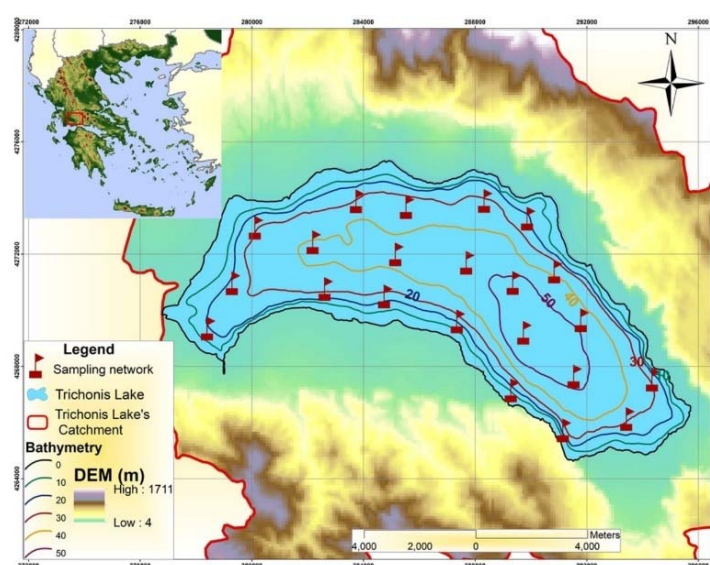 272000
276000
280000
284000
288000
292000
296000
4280000
4276000
4272000
4268000
4264000
N
20
50
40
30
Legend
Sampling network
Trichonis Lake
Trichonis Lake's
Catchment
Bathymetry
0
10
20
30
40
50
DEM (m)
High : 1711
Low : 4
Meters
4,000 2,000 0 4,000